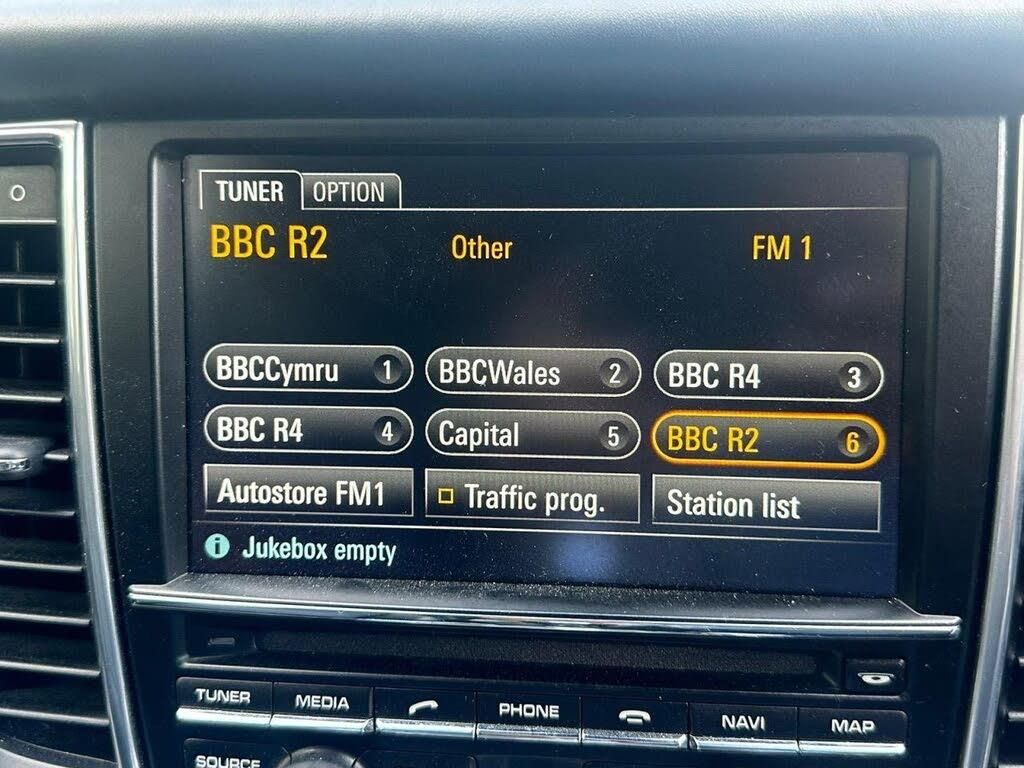 TUNER OPTION
BBC R2 Other FM 1
BBCCymru 1 BBCWales 2 BBC R4 3
BBC R4 4 Capital 5 BBC R2 6
Autostore FM1 Traffic prog. Station list
i Jukebox empty
TUNER MEDIA PHONE NAVI MAP
SOURCE